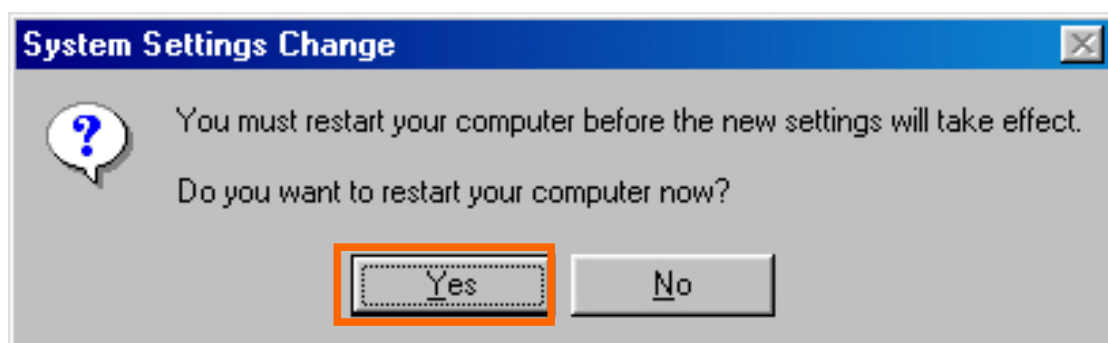 System Settings Change
You must restart your computer before the new settings will take effect.
Do you want to restart your computer now?
Yes
No